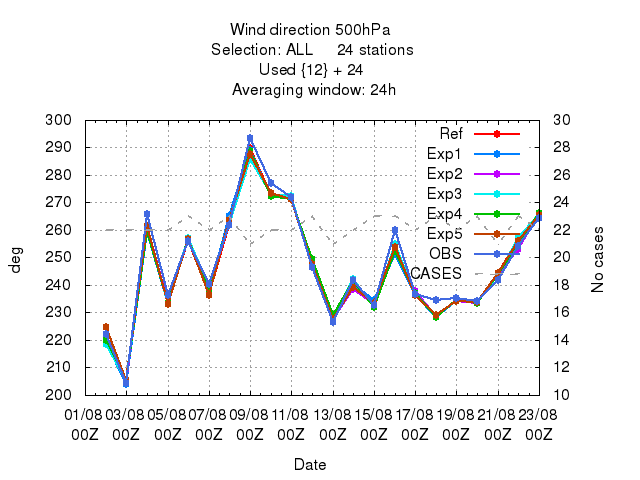 Wind direction 500hPa
Selection: ALL 24 stations
Used {12} + 24
Averaging window: 24h
300 30
290 28
280 26
270 24
260 22
250 20
240 18
230 16
220 14
210 12
200 10
deg
No cases
Ref
Exp1
Exp2
Exp3
Exp4
Exp5
OBS
CASES
01/08 03/08 05/08 07/08 09/08 11/08 13/08 15/08 17/08 19/08 21/08 23/08
00Z 00Z 00Z 00Z 00Z 00Z 00Z 00Z 00Z 00Z 00Z 00Z
Date